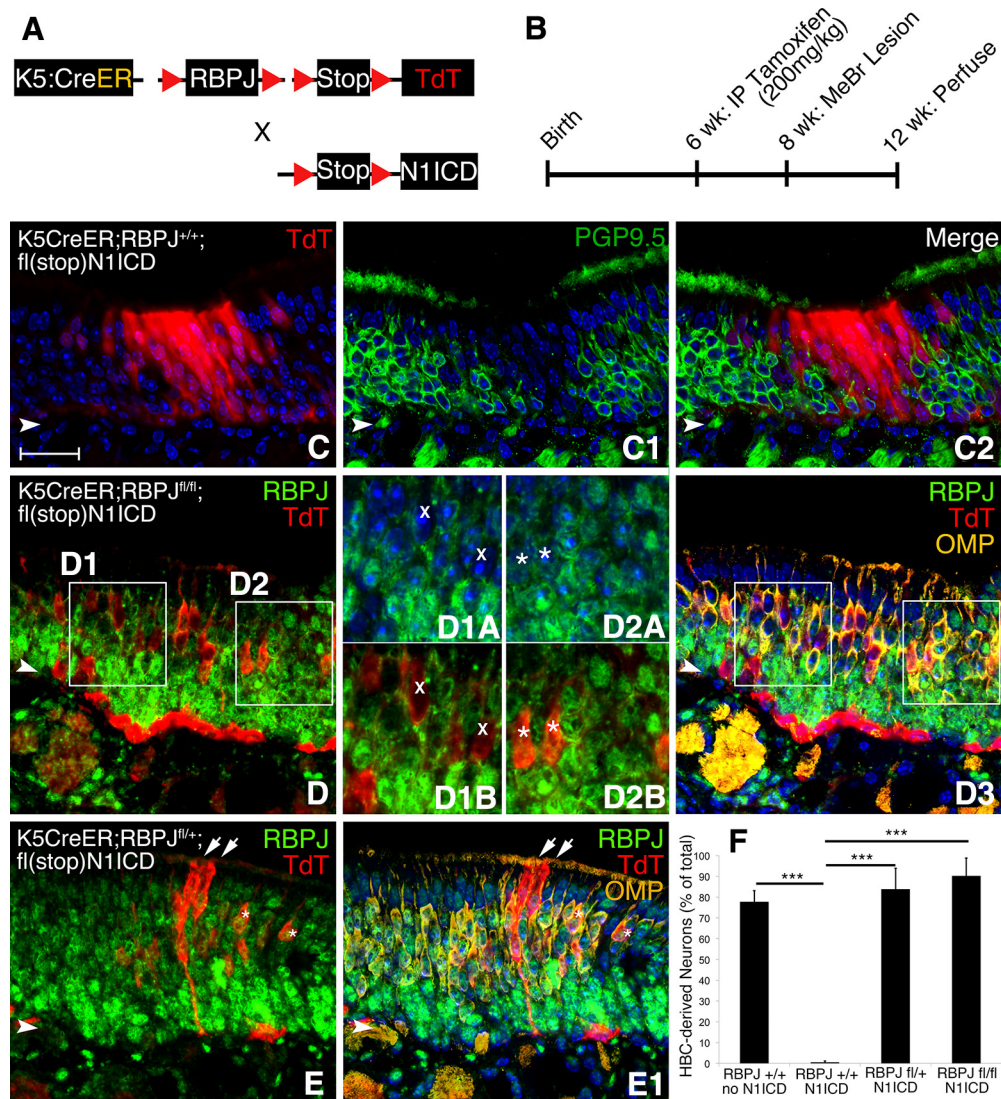 A
K5:CreER RBPJ Stop TdT
X
Stop N1ICD
B
Birth
6 wk: IP Tamoxifen
(200mg/kg)
8 wk: MeBr Lesion
12 wk: Perfuse
K5CreER;RBPJ+/+;
fl(stop)N1ICD
TdT
C
PGP9.5
C1
Merge
C2
K5CreER;RBPJfl/fl;
fl(stop)N1ICD
RBPJ
TdT
D1
D2
D
x
x
D1A
* *
D2A
x
x
D1B
* *
D2B
RBPJ
TdT
OMP
D3
K5CreER;RBPJfl/+;
fl(stop)N1ICD
RBPJ
TdT
*
*
E
RBPJ
TdT
OMP
*
*
E1
F
HBC-derived Neurons (% of total)
100
90
80
70
60
50
40
30
20
10
0
***
***
***
RBPJ +/+
no N1ICD
RBPJ +/+
N1ICD
RBPJ fl/+
N1ICD
RBPJ fl/fl
N1ICD